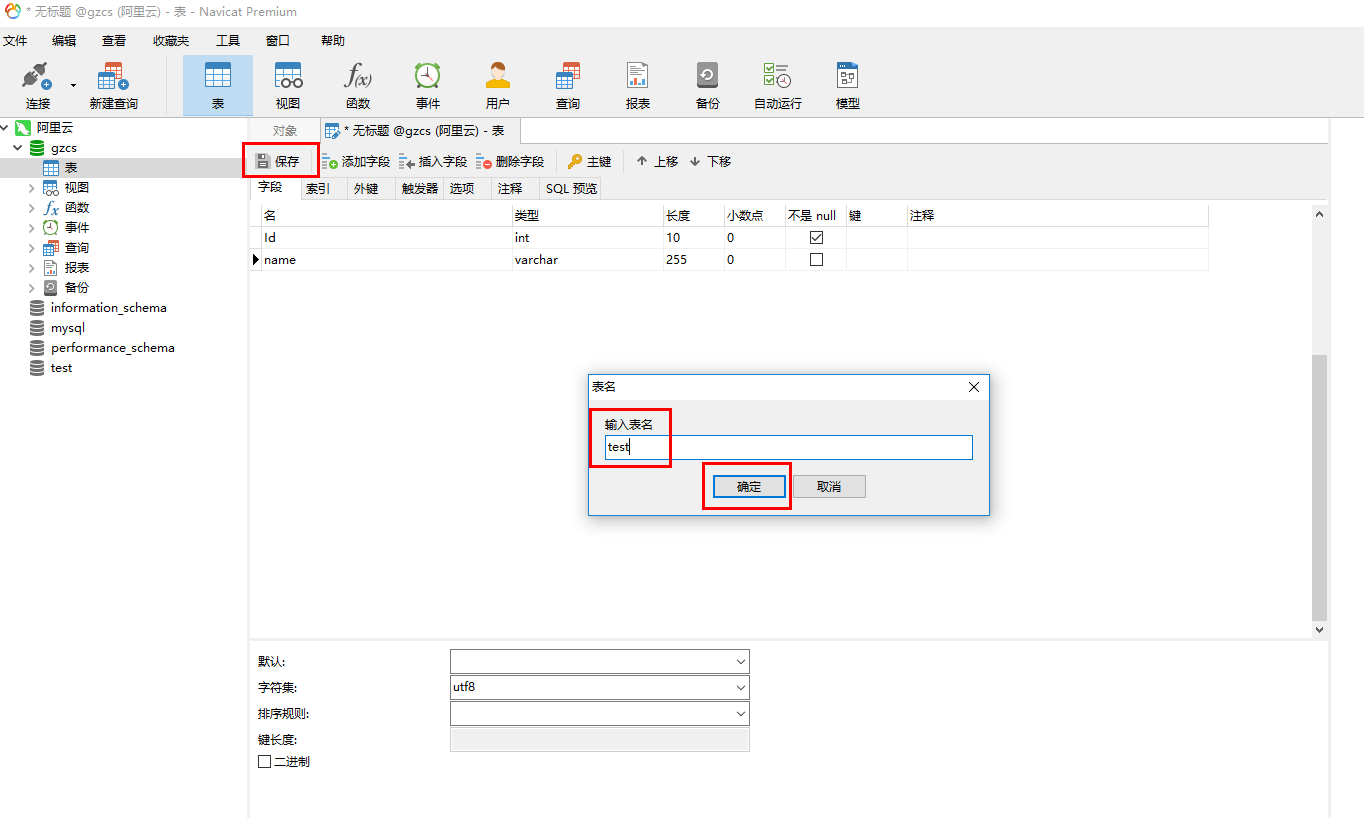 * 无标题 @gzcs (阿里云) - 表 - Navicat Premium
文件 编辑 查看 收藏夹 工具 窗口 帮助
连接 新建查询 表 视图 f(x) 函数 事件 用户 查询 报表 备份 自动运行 模型
阿里云
gzcs
表
视图
fx 函数
事件
查询
报表
备份
information_schema
mysql
performance_schema
test
对象 * 无标题 @gzcs (阿里云) - 表
保存 添加字段 插入字段 删除字段 主键 上移 下移
字段 索引 外键 触发器 选项 注释 SQL 预览
名 类型 长度 小数点 不是 null 键 注释
Id int 10 0
name varchar 255 0
表名
输入表名
test
确定 取消
默认:
字符集: utf8
排序规则:
键长度:
二进制